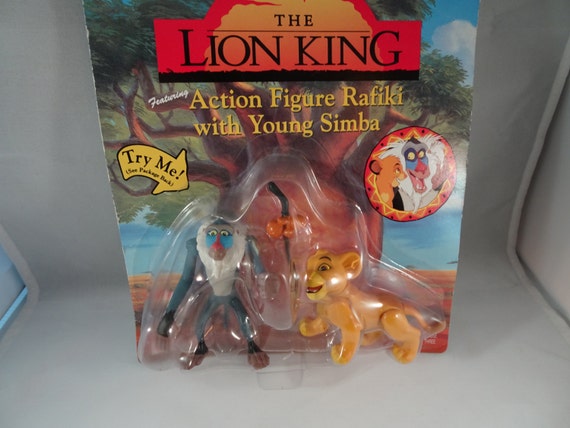 THE
LION KING
Featuring
Action Figure Rafiki
with Young Simba
Try Me!
(See Package Back)